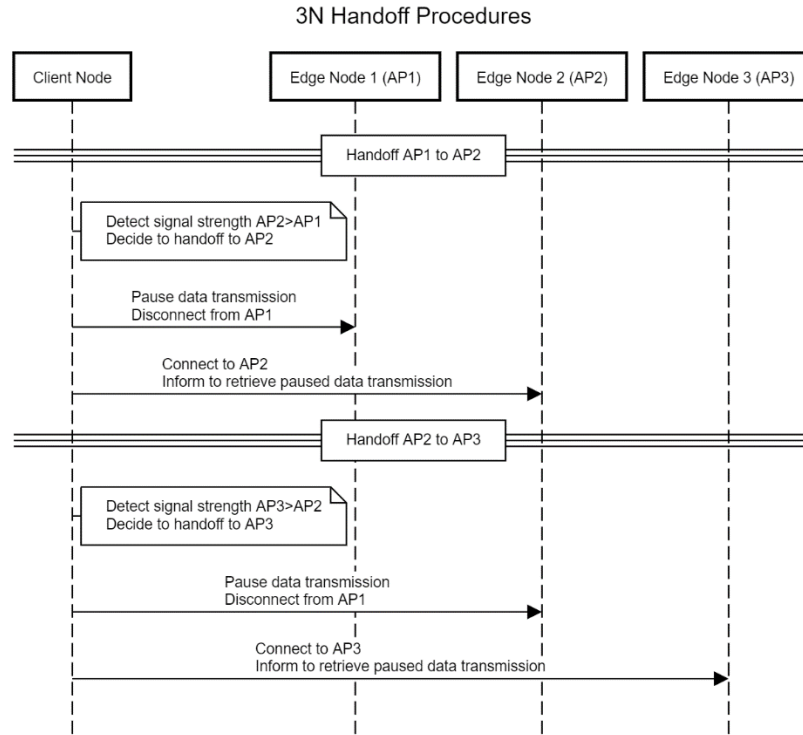 3N Handoff Procedures
Client Node
Edge Node 1 (AP1)
Edge Node 2 (AP2)
Edge Node 3 (AP3)
Handoff AP1 to AP2
Detect signal strength AP2>AP1
Decide to handoff to AP2
Pause data transmission
Disconnect from AP1
Connect to AP2
Inform to retrieve paused data transmission
Handoff AP2 to AP3
Detect signal strength AP3>AP2
Decide to handoff to AP3
Pause data transmission
Disconnect from AP1
Connect to AP3
Inform to retrieve paused data transmission